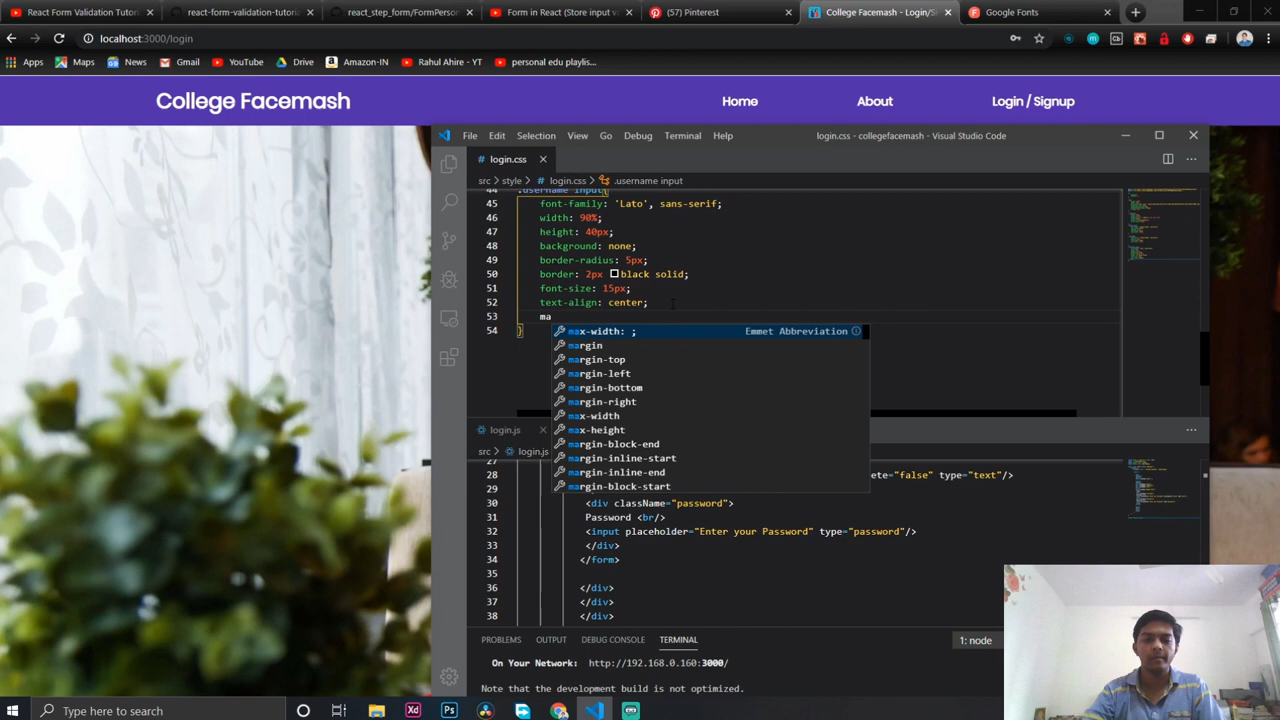 React Form Validation Tutori
react-form-validation-tutoria
react_step_form/FormPerson
Form in React (Store input v
(57) Pinterest
College Facemash - Login/Si
Google Fonts
localhost:3000/login
Apps
Maps
News
Gmail
YouTube
Drive
Amazon-IN
Rahul Ahire - YT
personal edu playlis...
College Facemash
Home
About
Login / Signup
File Edit Selection View Go Debug Terminal Help
login.css - collegefacemash - Visual Studio Code
login.css
src > style > login.css > .username input
44 .username input{
45 font-family: 'Lato', sans-serif;
46 width: 90%;
47 height: 40px;
48 background: none;
49 border-radius: 5px;
50 border: 2px black solid;
51 font-size: 15px;
52 text-align: center;
53 ma
54 }
max-width: ; Emmet Abbreviation
margin
margin-top
margin-left
margin-bottom
margin-right
max-width
max-height
margin-block-end
margin-inline-start
margin-inline-end
margin-block-start
login.js
src > login.js
27
28 ete="false" type="text"/>
29
30 <div className="password">
31 Password <br/>
32 <input placeholder="Enter your Password" type="password"/>
33 </div>
34 </form>
35
36 </div>
37 </div>
38 </div>
PROBLEMS OUTPUT DEBUG CONSOLE TERMINAL
1: node
On Your Network: http://192.168.0.160:3000/
Note that the development build is not optimized.
Type here to search